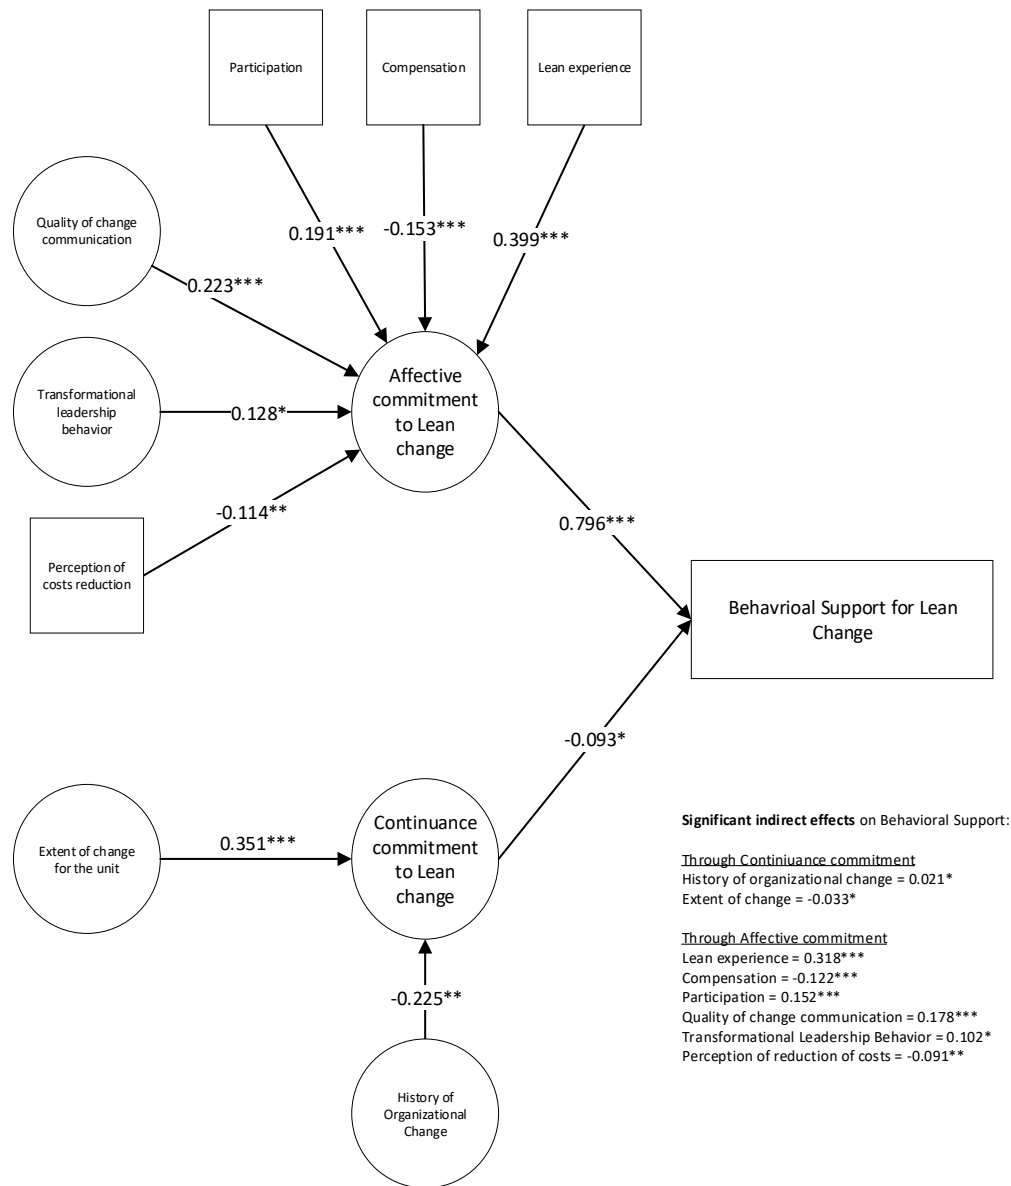 Participation
Compensation
Lean experience
Quality of change
communication
0.191***
-0.153***
0.399***
0.223***
Transformational
leadership
behavior
0.128*
Affective
commitment
to Lean
change
-0.114**
Perception of
costs reduction
0.796***
Behavrioial Support for Lean
Change
-0.093*
Extent of change
for the unit
0.351***
Continuance
commitment
to Lean
change
-0.225**
History of
Organizational
Change
Significant indirect effects on Behavioral Support:
Through Continiuance commitment
History of organizational change = 0.021*
Extent of change = -0.033*
Through Affective commitment
Lean experience = 0.318***
Compensation = -0.122***
Participation = 0.152***
Quality of change communication = 0.178***
Transformational Leadership Behavior = 0.102*
Perception of reduction of costs = -0.091**